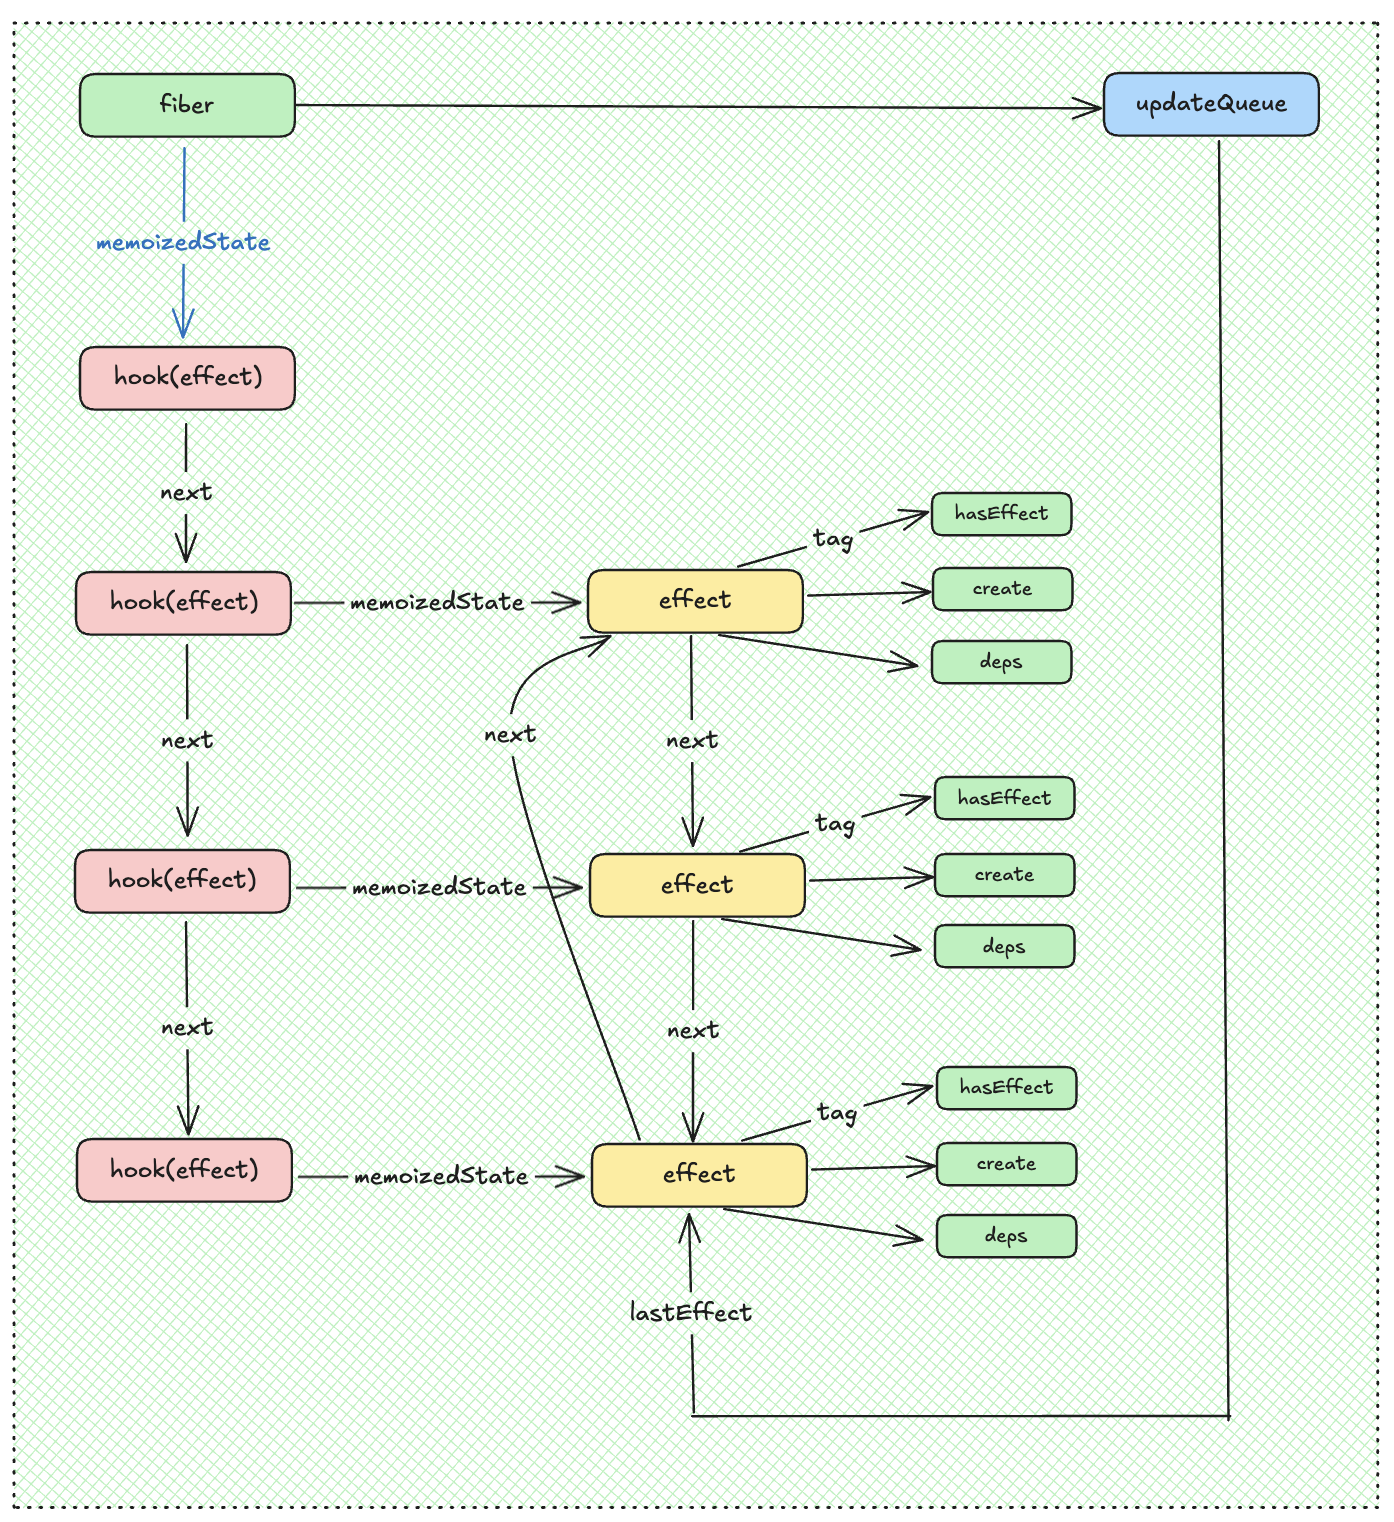 fiber
updateQueue
memoizedState
hook(effect)
next
hasEffect
tag
create
hook(effect)
memoizedState
effect
deps
next
next
next
hasEffect
tag
create
hook(effect)
memoizedState
effect
deps
next
next
hasEffect
tag
create
hook(effect)
memoizedState
effect
deps
lastEffect